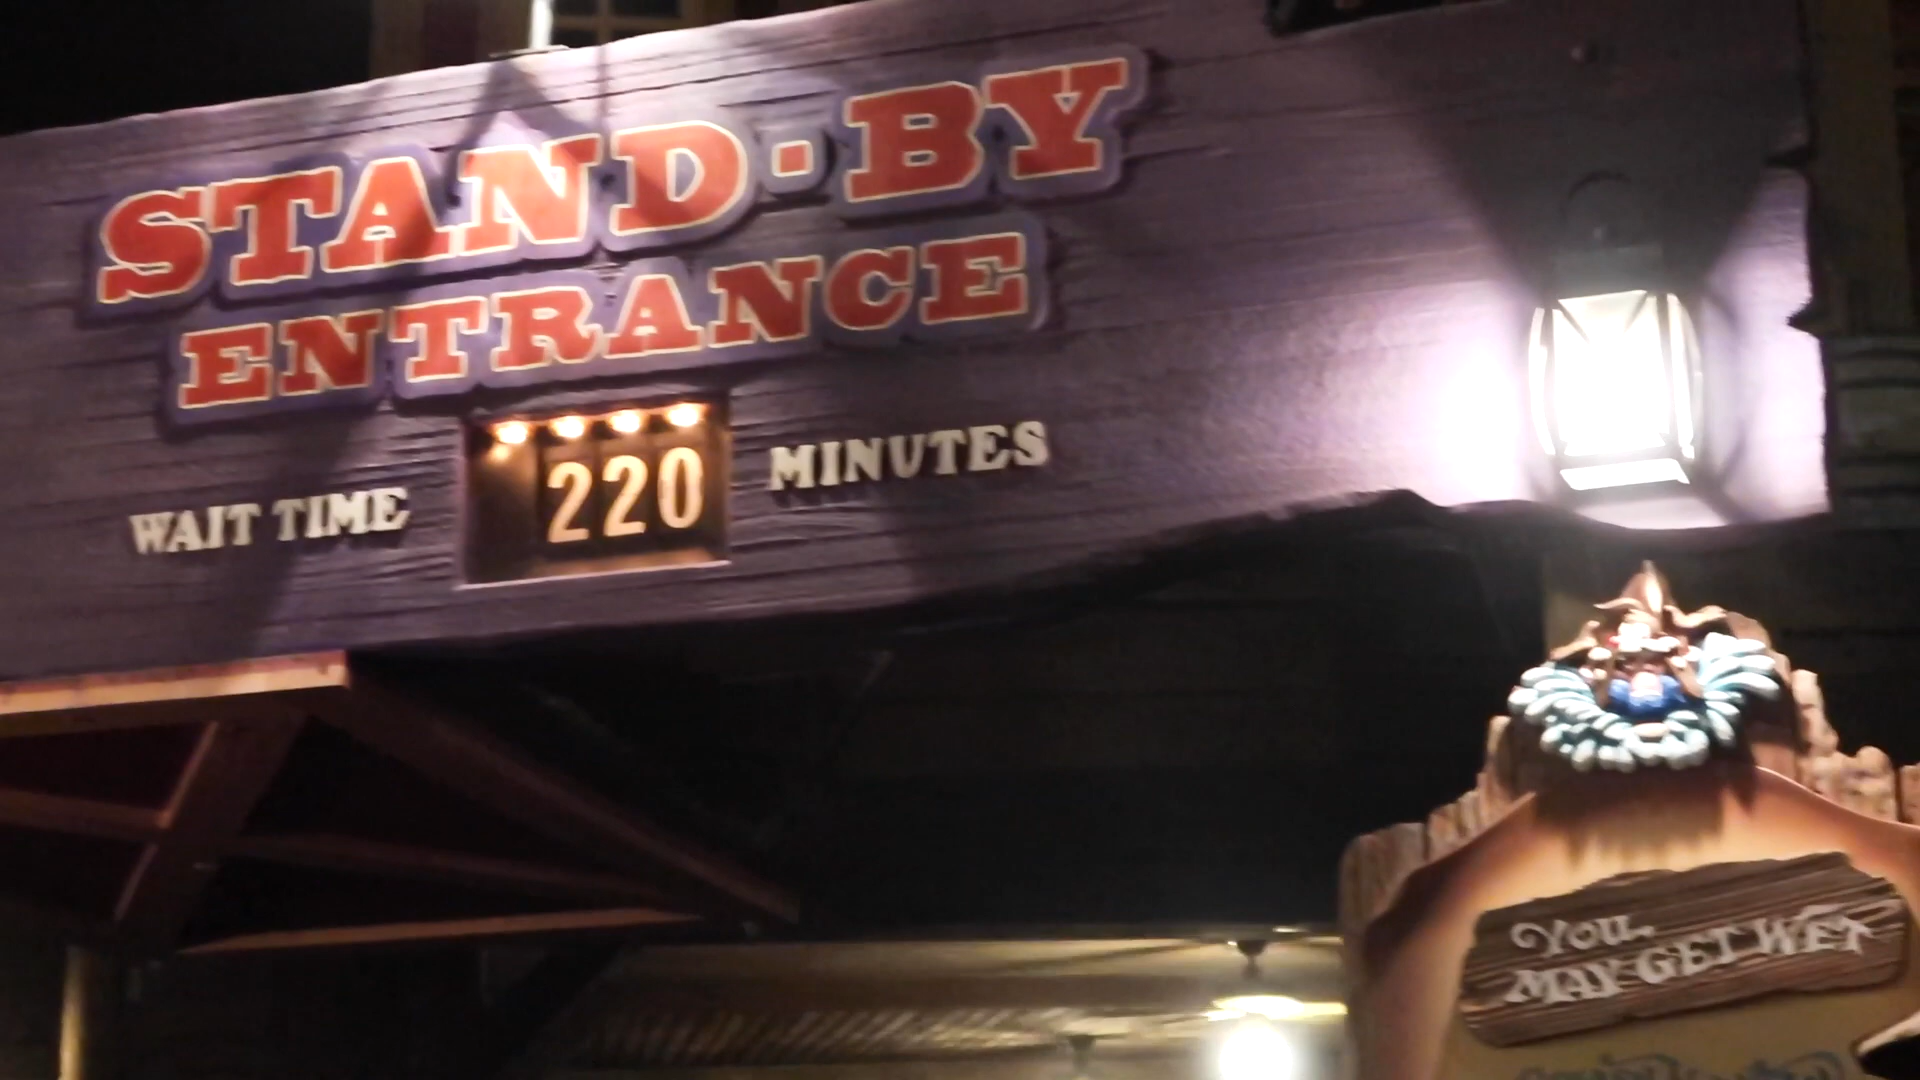 STAND·BY
ENTRANCE
WAIT TIME 220 MINUTES
YOU
MAY GET WET